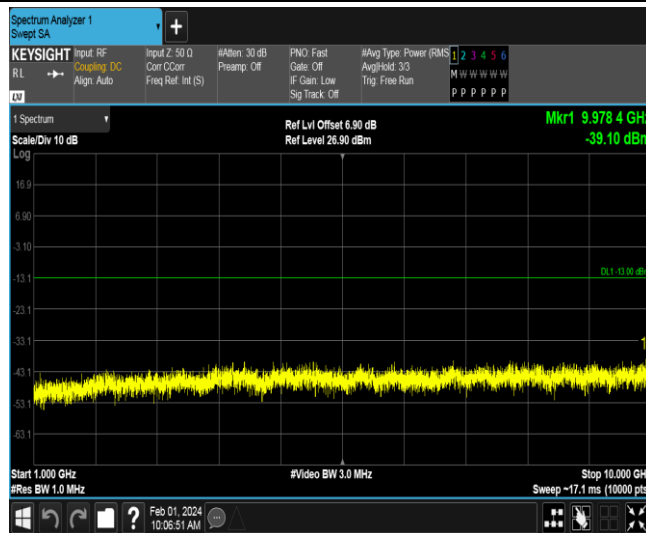 Spectrum Analyzer 1
Swept SA
+
KEYSIGHT Input: RF Input Z: 50 Ω #Atten: 30 dB PNO: Fast #Avg Type: Power (RMS 1 2 3 4 5 6
RL Coupling: DC Corr CCorr Preamp: Off Gate: Off Avg|Hold: 3/3 M W W W W W
Align: Auto Freq Ref: Int (S) IF Gain: Low Trig: Free Run P P P P P P
LXI Sig Track: Off
1 Spectrum Ref Lvl Offset 6.90 dB Mkr1 9.978 4 GHz
Scale/Div 10 dB Ref Level 26.90 dBm -39.10 dBm
Log
16.9
6.90
-3.10
-13.1 DL1 -13.00 dBm
-23.1
-33.1 1
-43.1
-53.1
-63.1
Start 1.000 GHz #Video BW 3.0 MHz Stop 10.000 GH
#Res BW 1.0 MHz Sweep ~17.1 ms (10000 pts
? Feb 01, 2024
10:06:51 AM